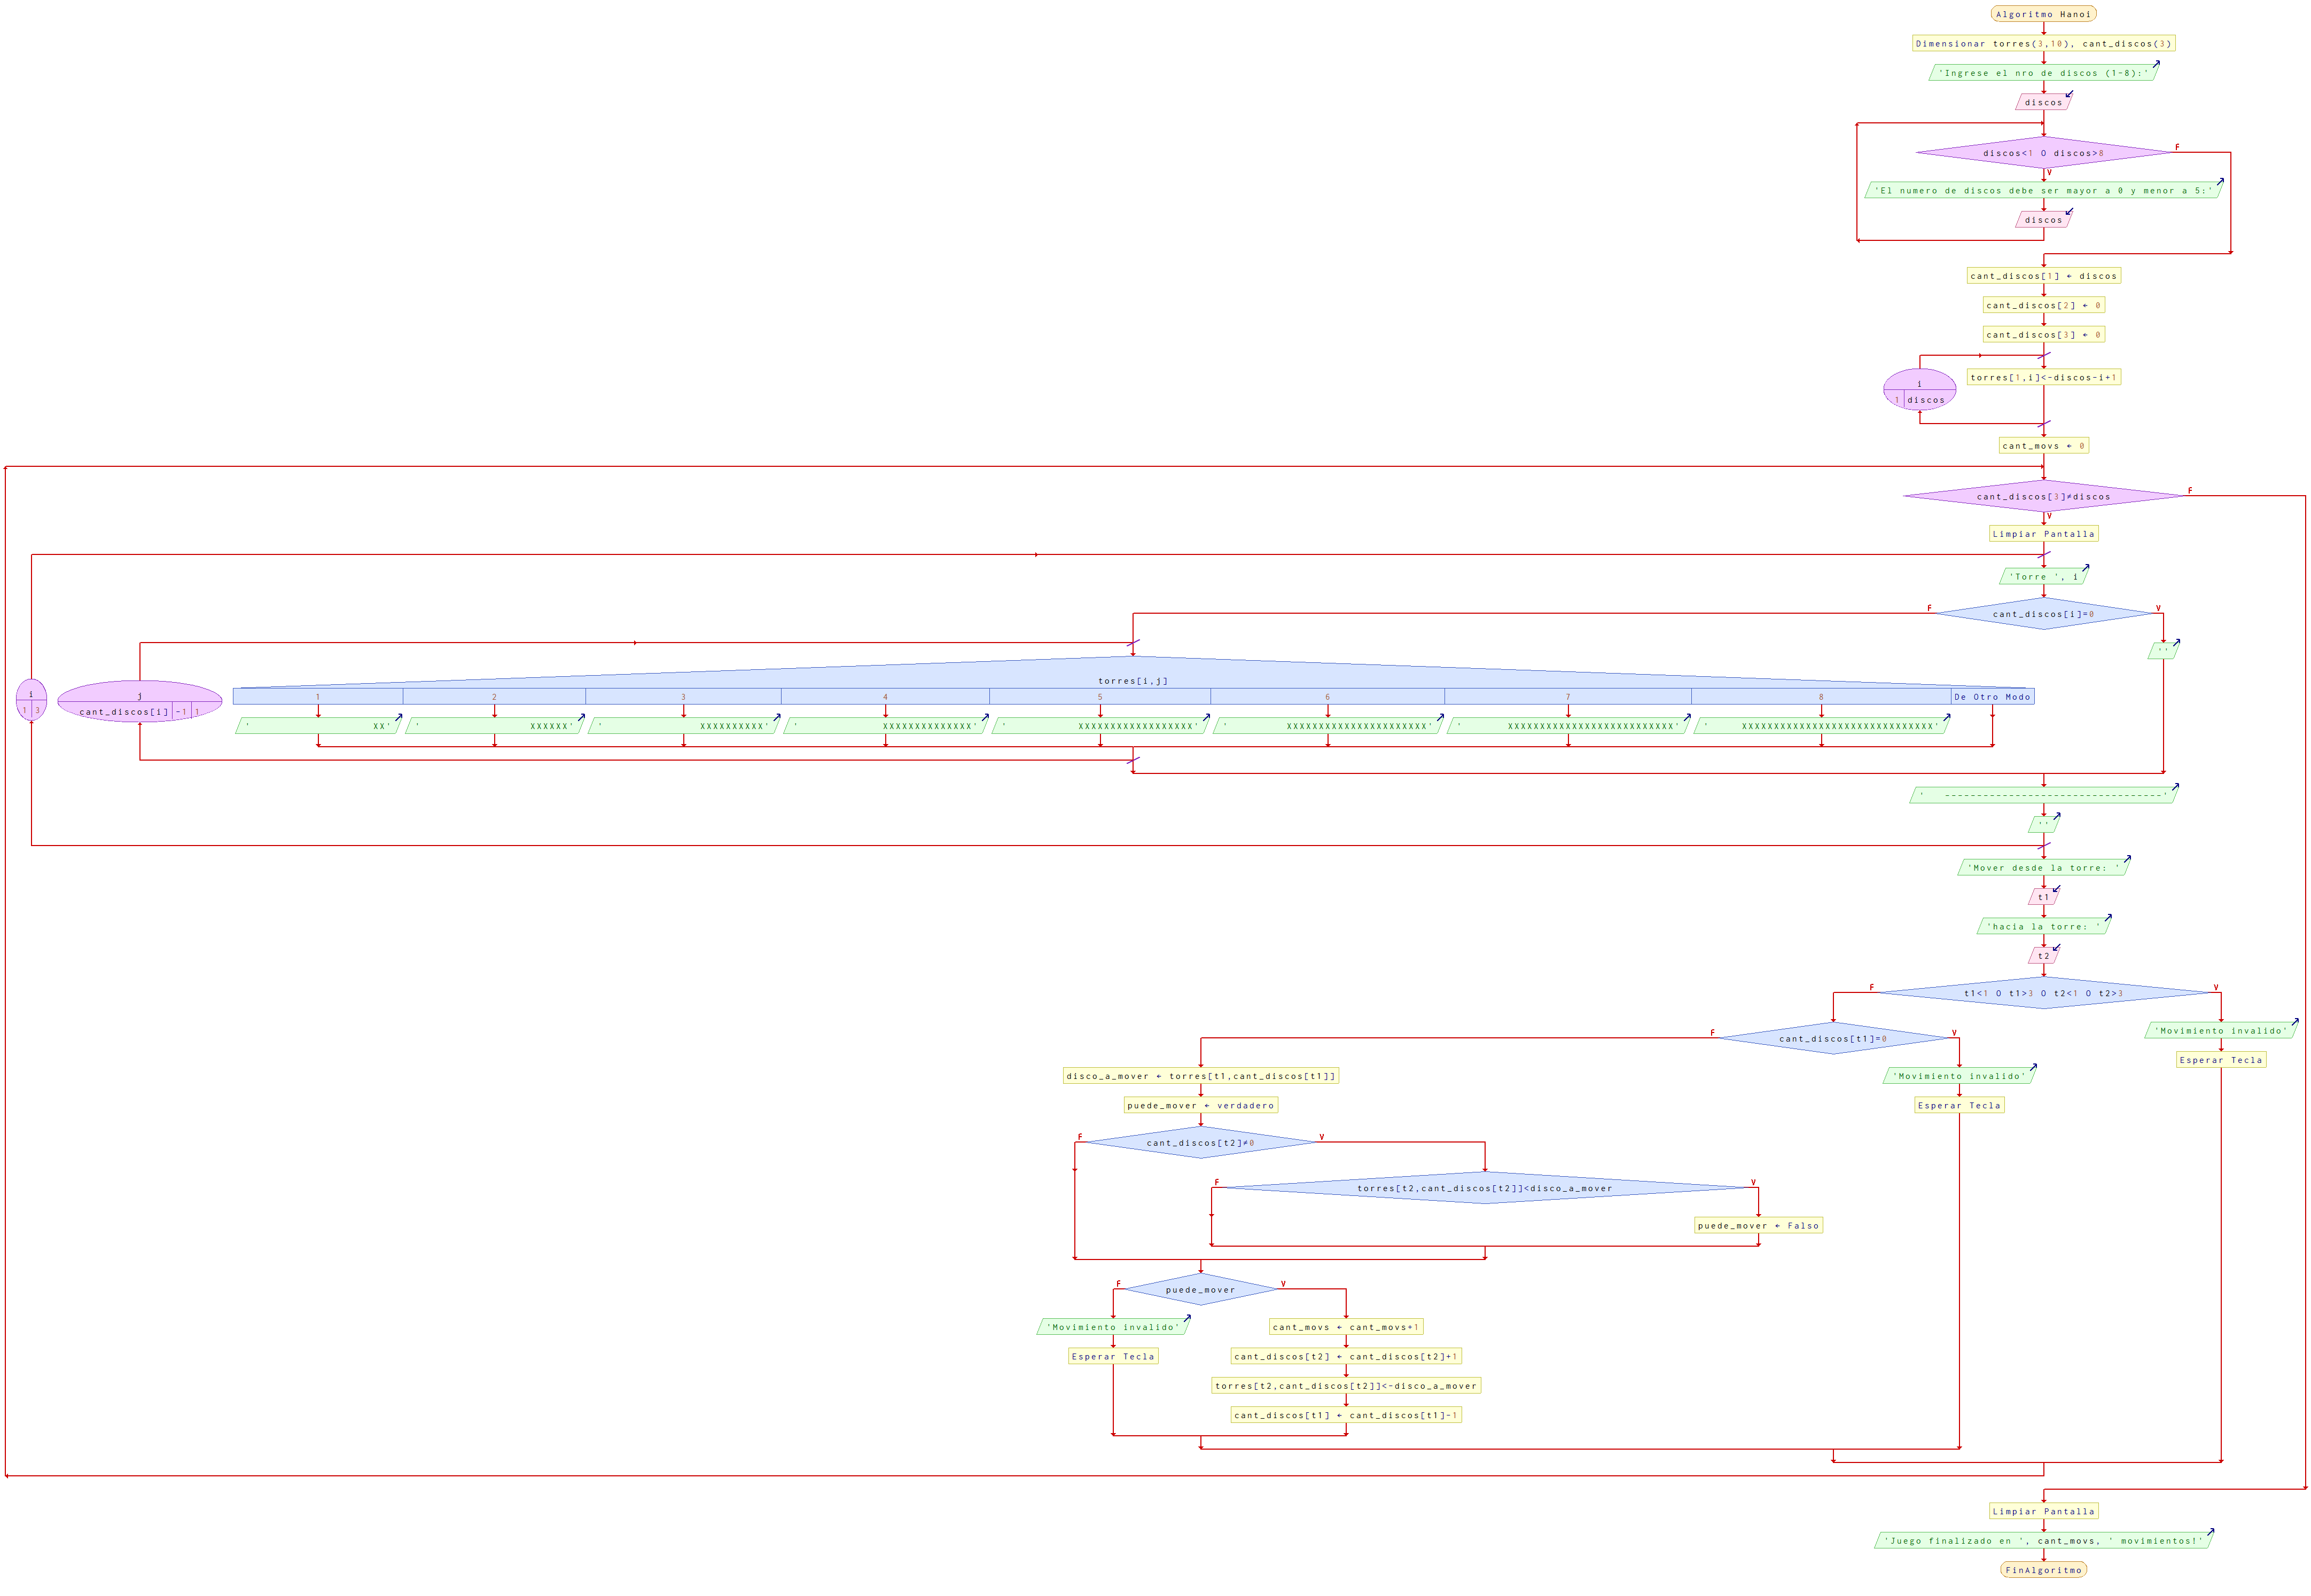 Algoritmo Hanoi
Dimensionar torres(3,10), cant_discos(3)
'Ingrese el nro de discos (1-8):'
discos
discos<1 O discos>8
F
V
'El numero de discos debe ser mayor a 0 y menor a 5:'
discos
cant_discos[1] ← discos
cant_discos[2] ← 0
cant_discos[3] ← 0
torres[1,i]<-discos-i+1
i
1 discos
cant_movs ← 0
cant_discos[3]≠discos
F
V
Limpiar Pantalla
'Torre ', i
F
cant_discos[i]=0
V
''
torres[i,j]
i
1 3
j
cant_discos[i] -1 1
1 2 3 4 5 6 7 8 De Otro Modo
'                  XX'
'                XXXXXX'
'              XXXXXXXXXX'
'            XXXXXXXXXXXXXX'
'          XXXXXXXXXXXXXXXXXX'
'        XXXXXXXXXXXXXXXXXXXXXX'
'      XXXXXXXXXXXXXXXXXXXXXXXXXX'
'    XXXXXXXXXXXXXXXXXXXXXXXXXXXXXX'
'   ----------------------------------'
''
'Mover desde la torre: '
t1
'hacia la torre: '
t2
F
t1<1 O t1>3 O t2<1 O t2>3
V
'Movimiento invalido'
Esperar Tecla
F
cant_discos[t1]=0
V
'Movimiento invalido'
Esperar Tecla
disco_a_mover ← torres[t1,cant_discos[t1]]
puede_mover ← verdadero
F
cant_discos[t2]≠0
V
F
torres[t2,cant_discos[t2]]<disco_a_mover
V
puede_mover ← Falso
F
puede_mover
V
'Movimiento invalido'
Esperar Tecla
cant_movs ← cant_movs+1
cant_discos[t2] ← cant_discos[t2]+1
torres[t2,cant_discos[t2]]<-disco_a_mover
cant_discos[t1] ← cant_discos[t1]-1
Limpiar Pantalla
'Juego finalizado en ', cant_movs, ' movimientos!'
FinAlgoritmo